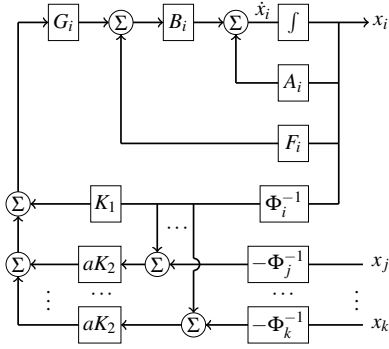 G_i Σ B_i Σ ẋ_i ∫ x_i
A_i
F_i
Σ K_1 Φ_i^{-1}
⋯
Σ aK_2 Σ −Φ_j^{-1} x_j
⋮ ⋯ ⋯ ⋮
aK_2 Σ −Φ_k^{-1} x_k